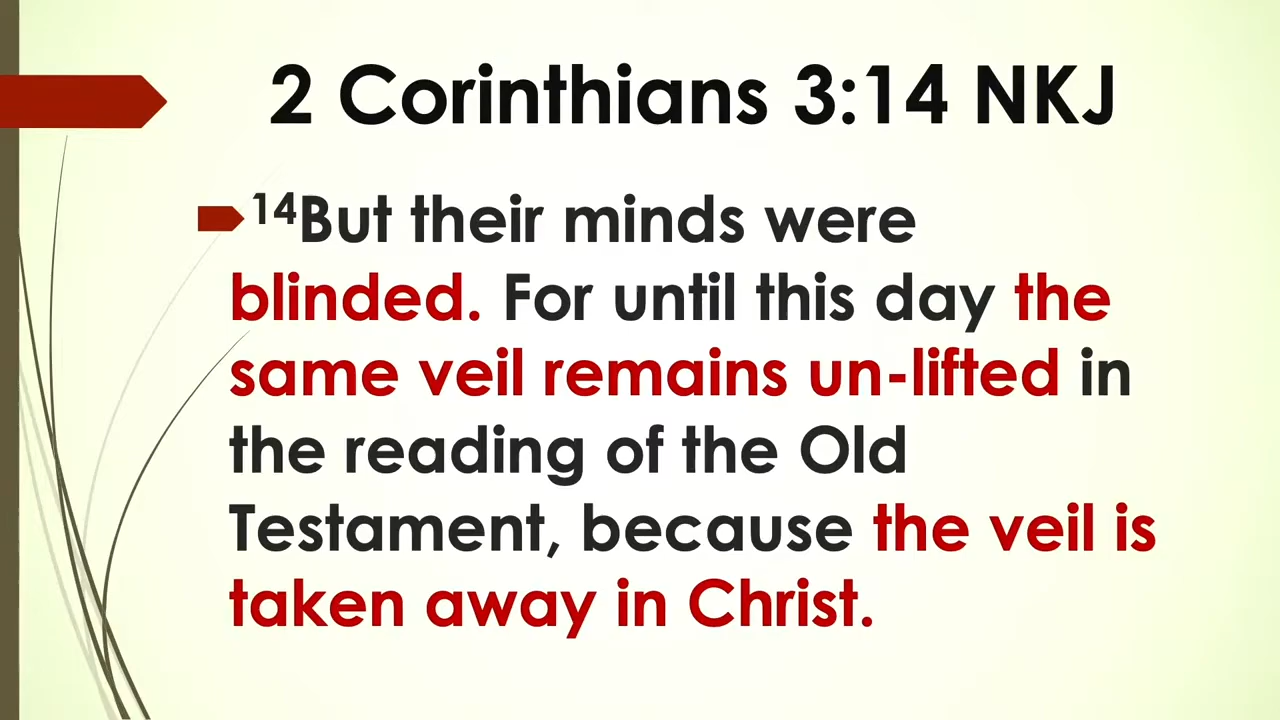 2 Corinthians 3:14 NKJ
¹⁴But their minds were
blinded. For until this day the
same veil remains un-lifted in
the reading of the Old
Testament, because the veil is
taken away in Christ.